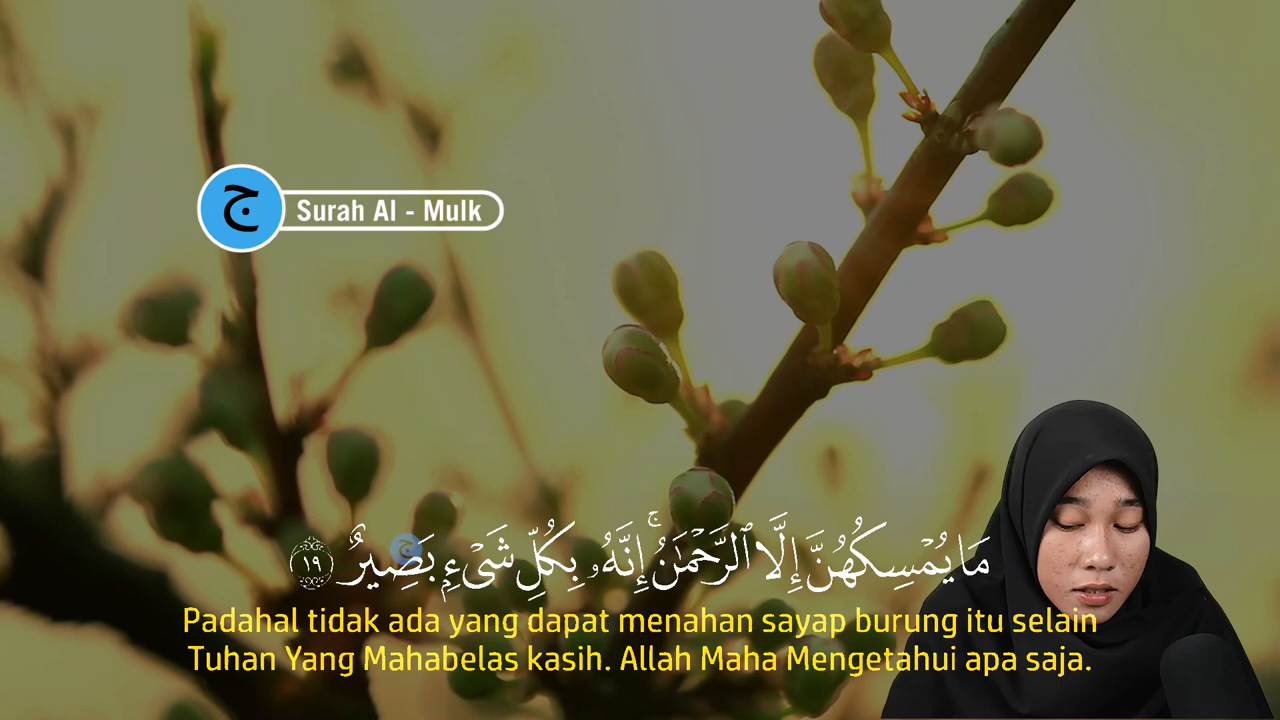 ج
Surah Al - Mulk
مَا يُمْسِكُهُنَّ إِلَّا ٱلرَّحْمَٰنُ ۚ إِنَّهُۥ بِكُلِّ شَىْءٍۭ بَصِيرٌ ١٩
Padahal tidak ada yang dapat menahan sayap burung itu selain
Tuhan Yang Mahabelas kasih. Allah Maha Mengetahui apa saja.